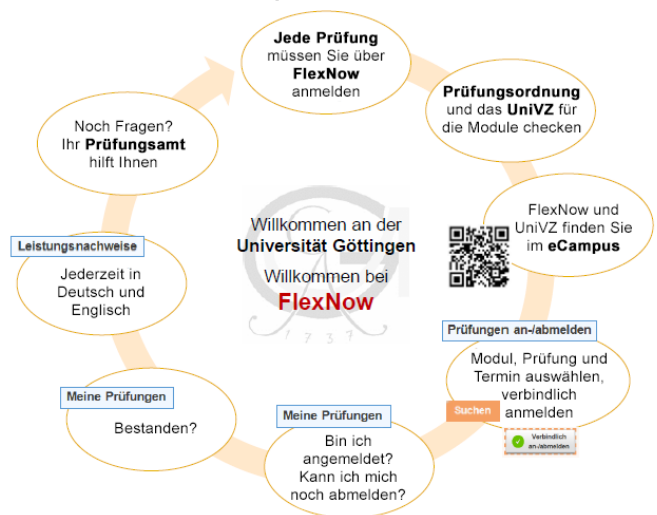 Jede Prüfung
müssen Sie über
FlexNow
anmelden
Prüfungsordnung
und das UniVZ für
die Module checken
FlexNow und
UniVZ finden Sie
im eCampus
Prüfungen an-/abmelden
Modul, Prüfung und
Termin auswählen,
verbindlich
anmelden
Suchen
Verbindlich
an-/abmelden
Meine Prüfungen
Bin ich
angemeldet?
Kann ich mich
noch abmelden?
Meine Prüfungen
Bestanden?
Leistungsnachweise
Jederzeit in
Deutsch und
Englisch
Noch Fragen?
Ihr Prüfungsamt
hilft Ihnen
Willkommen an der
Universität Göttingen
Willkommen bei
FlexNow
1737